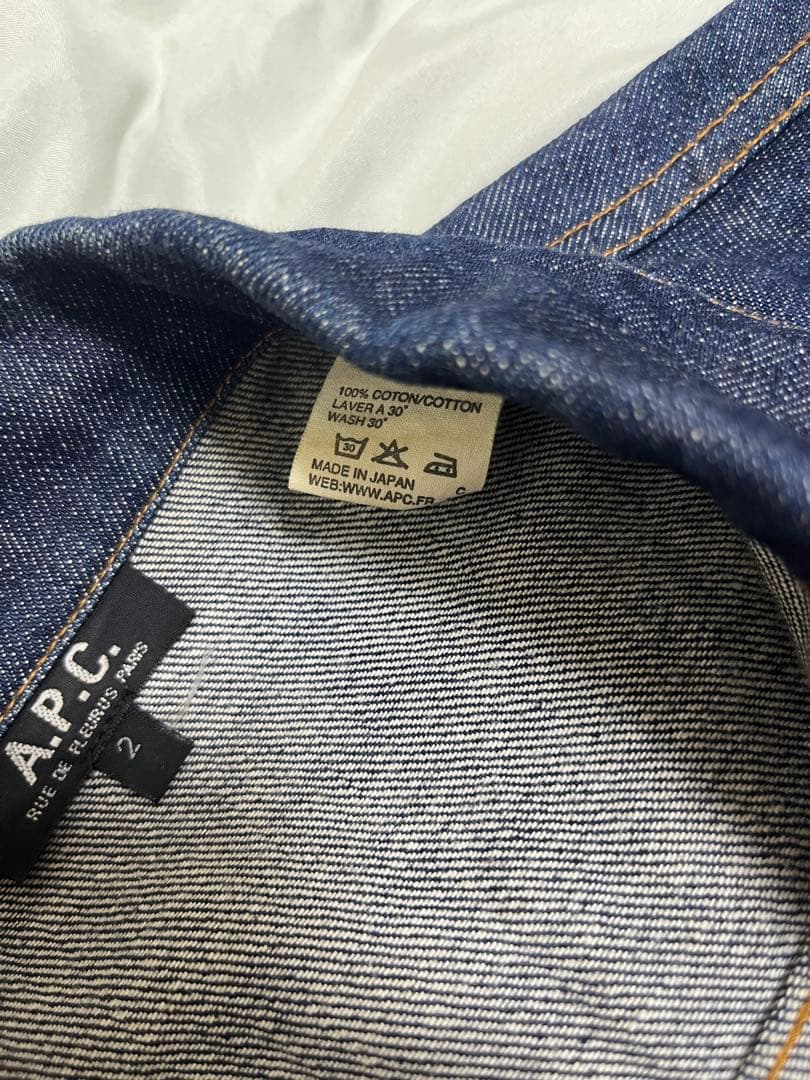 100% COTON/COTTON
LAVER A 30°
WASH 30°
30
MADE IN JAPAN
WEB:WWW.APC.FR
C
A.P.C.
RUE DE FLEURUS PARIS
2